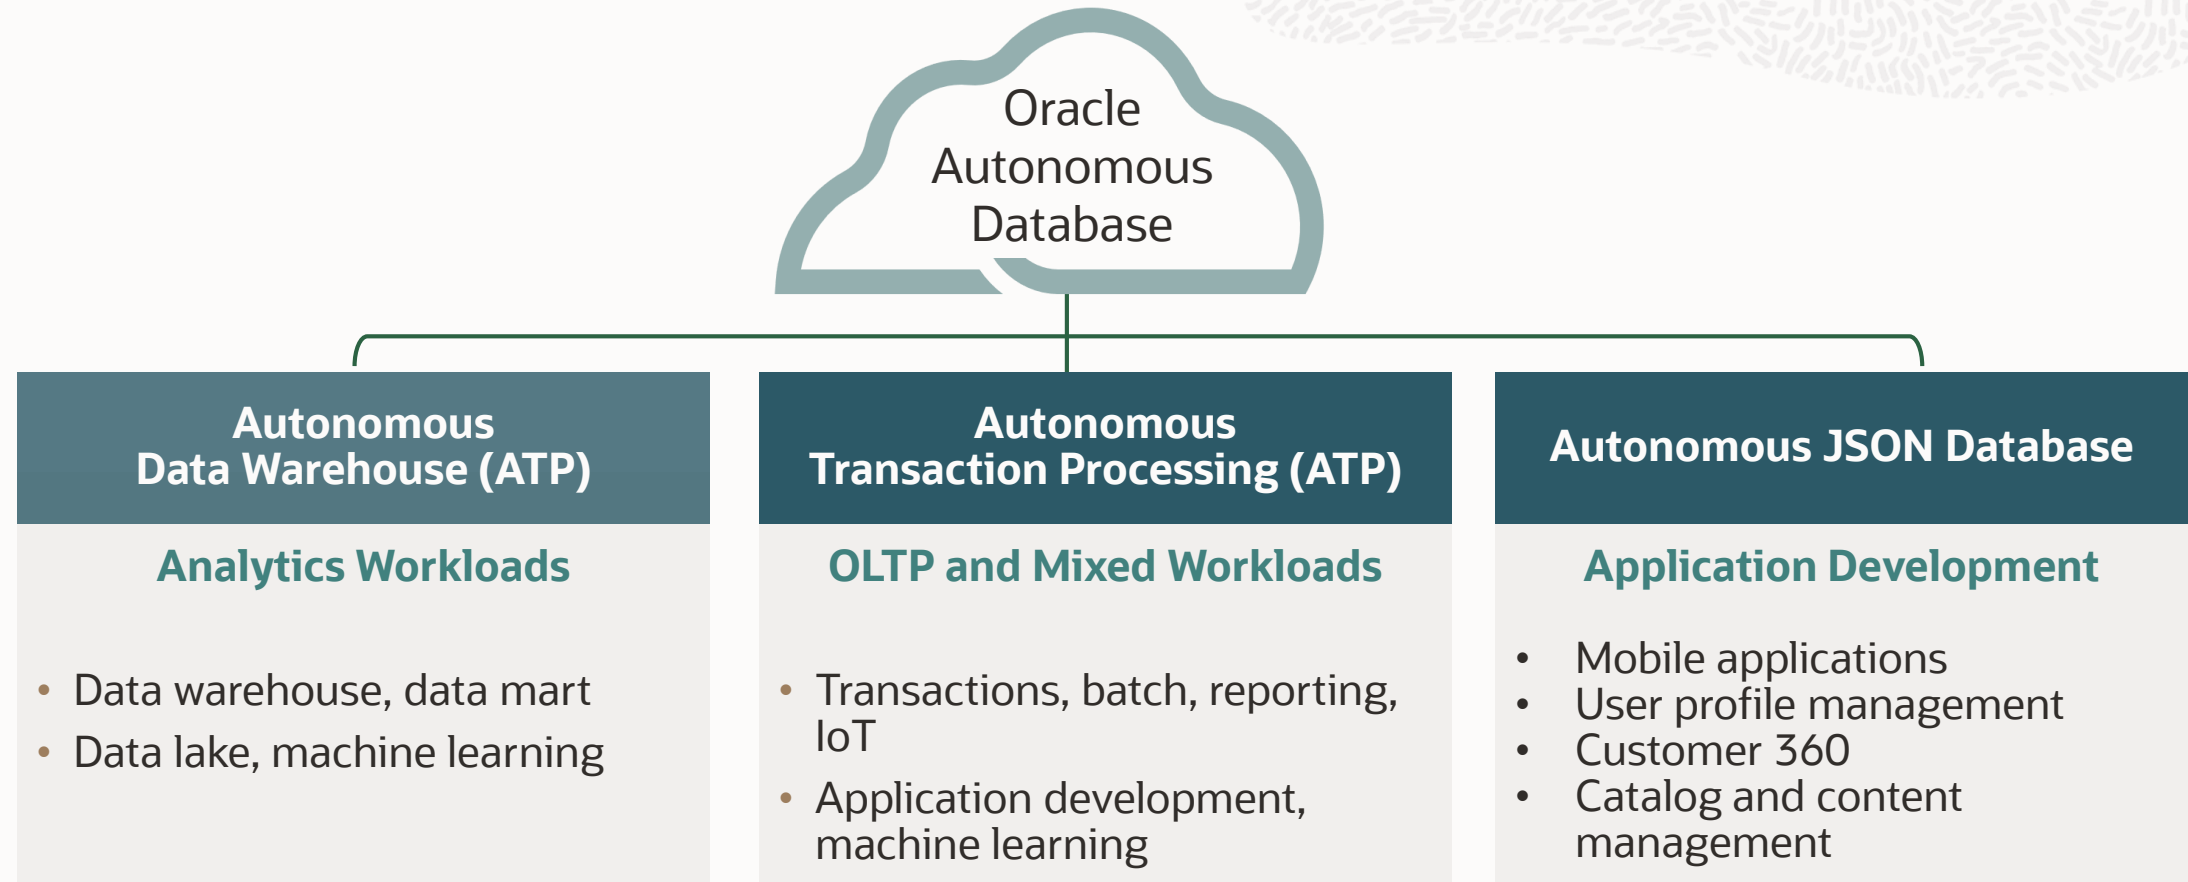 Oracle
Autonomous
Database
Autonomous
Data Warehouse (ATP)
Analytics Workloads
• Data warehouse, data mart
• Data lake, machine learning
Autonomous
Transaction Processing (ATP)
OLTP and Mixed Workloads
• Transactions, batch, reporting,
IoT
• Application development,
machine learning
Autonomous JSON Database
Application Development
• Mobile applications
• User profile management
• Customer 360
• Catalog and content
management